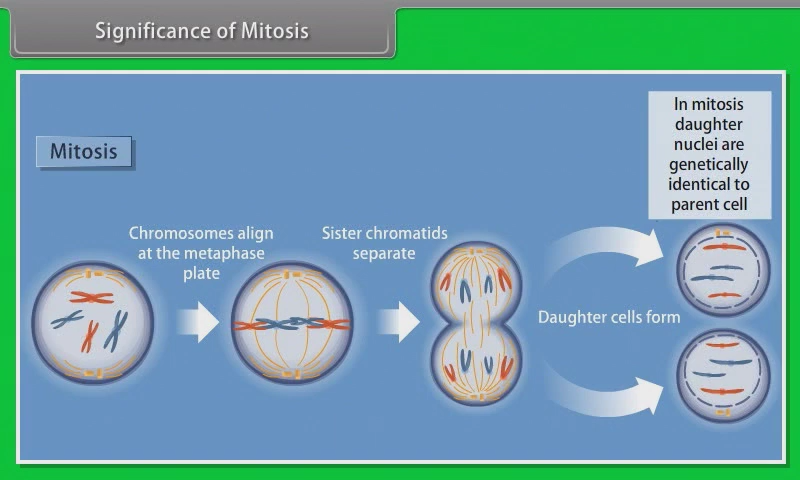 Significance of Mitosis
Mitosis
In mitosis
daughter
nuclei are
genetically
identical to
parent cell
Chromosomes align
at the metaphase
plate
Sister chromatids
separate
Daughter cells form